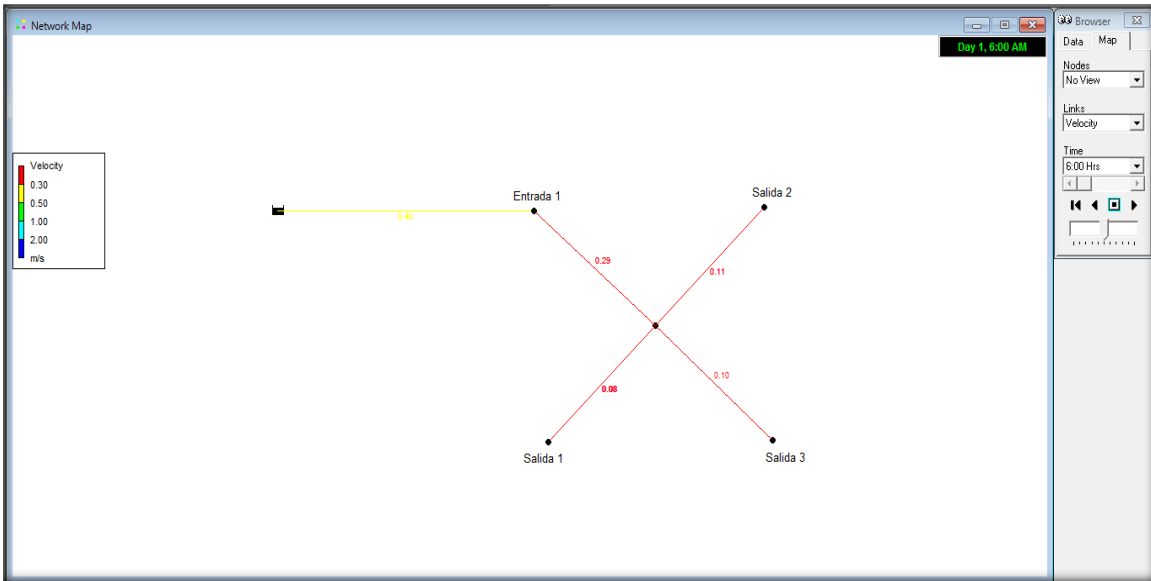 Network Map
Day 1, 6:00 AM
Velocity
0.30
0.50
1.00
2.00
m/s
Entrada 1
Salida 2
0.40
0.29
0.11
0.08
0.10
Salida 1
Salida 3
Browser
Data Map
Nodes
No View
Links
Velocity
Time
6:00 Hrs